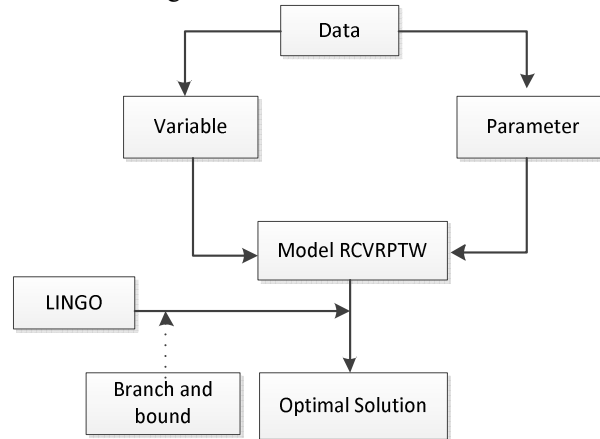 Data
Variable
Parameter
Model RCVRPTW
LINGO
Branch and
bound
Optimal Solution